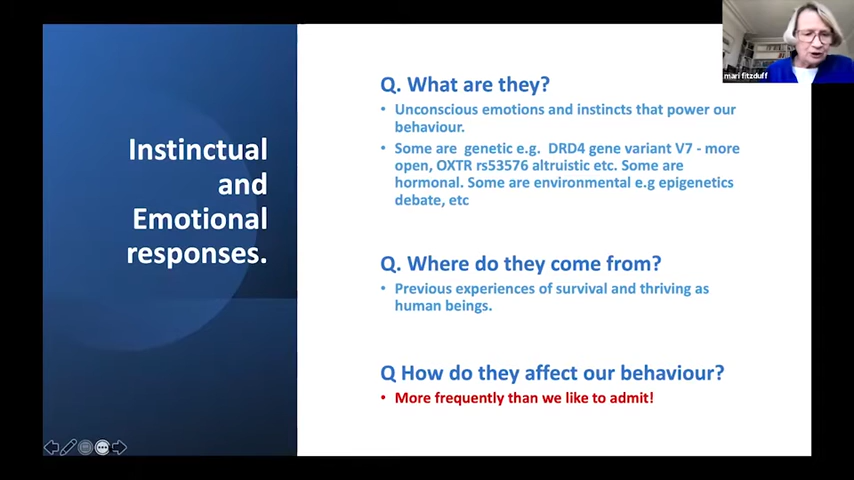 mari fitzduff
Instinctual
and
Emotional
responses.
Q. What are they?
• Unconscious emotions and instincts that power our
behaviour.
• Some are genetic e.g. DRD4 gene variant V7 - more
open, OXTR rs53576 altruistic etc. Some are
hormonal. Some are environmental e.g epigenetics
debate, etc
Q. Where do they come from?
• Previous experiences of survival and thriving as
human beings.
Q How do they affect our behaviour?
• More frequently than we like to admit!